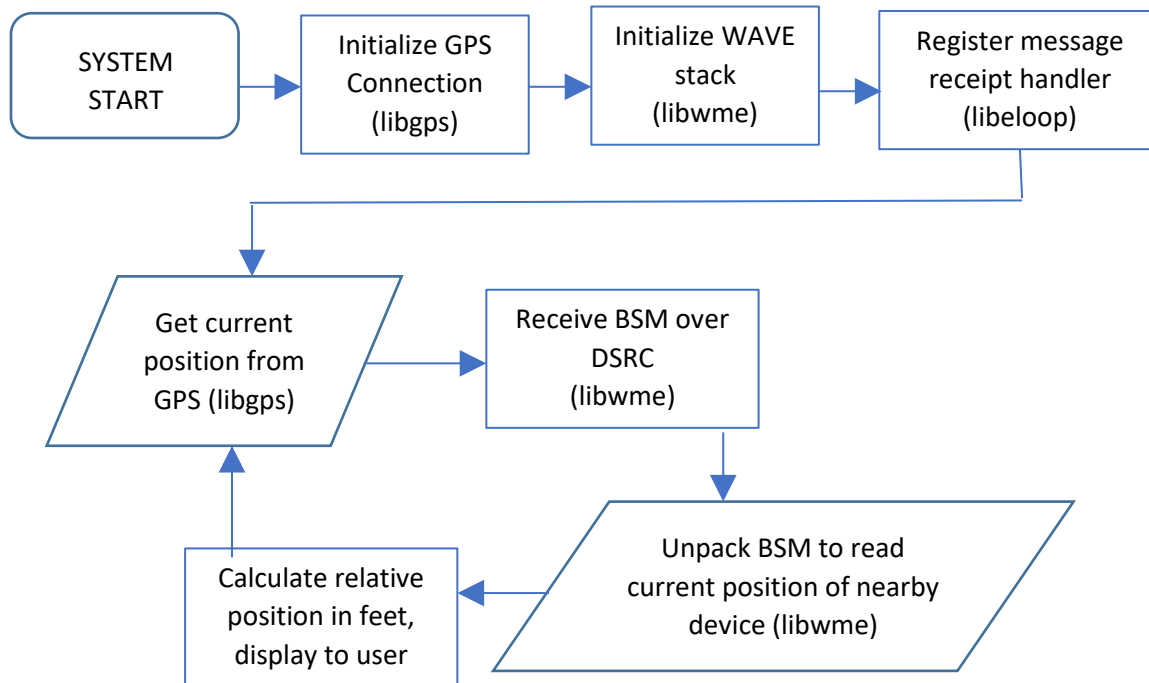 SYSTEM
START
Initialize GPS
Connection
(libgps)
Initialize WAVE
stack
(libwme)
Register message
receipt handler
(libeloop)
Get current
position from
GPS (libgps)
Receive BSM over
DSRC
(libwme)
Unpack BSM to read
current position of nearby
device (libwme)
Calculate relative
position in feet,
display to user